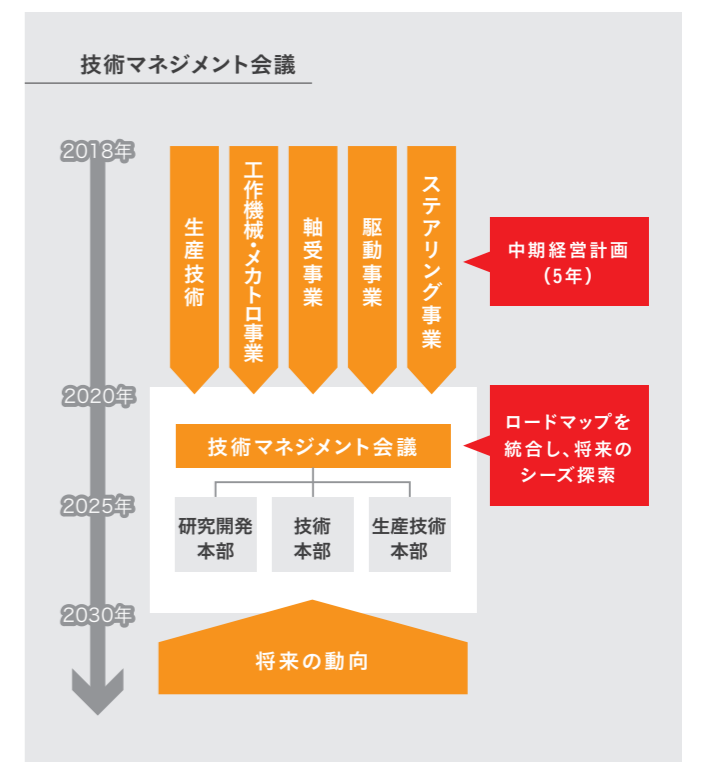 技術マネジメント会議
2018年
生産技術
工作機械・メカトロ事業
軸受事業
駆動事業
ステアリング事業
中期経営計画
（5年）
2020年
技術マネジメント会議
ロードマップを
統合し、将来の
シーズ探索
2025年
研究開発
本部
技術
本部
生産技術
本部
2030年
将来の動向